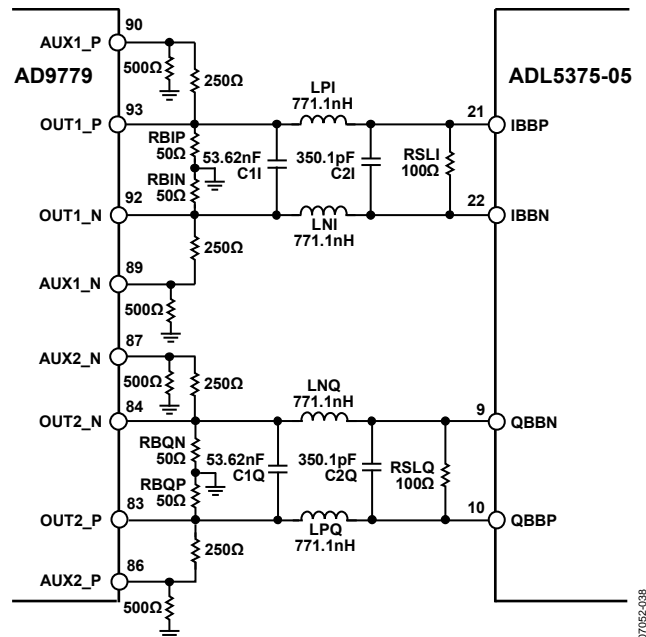 90
AUX1_P
AD9779
500Ω
250Ω
ADL5375-05
LPI
771.1nH
93
21
OUT1_P
IBBP
RBIP
50Ω
53.62nF
C1I
350.1pF
C2I
RSLI
100Ω
RBIN
50Ω
92
22
OUT1_N
IBBN
LNI
771.1nH
250Ω
89
AUX1_N
500Ω
87
AUX2_N
500Ω
250Ω
LNQ
771.1nH
84
9
OUT2_N
QBBN
RBQN
50Ω
53.62nF
C1Q
350.1pF
C2Q
RSLQ
100Ω
RBQP
50Ω
83
10
OUT2_P
QBBP
LPQ
771.1nH
250Ω
86
AUX2_P
500Ω
07052-038